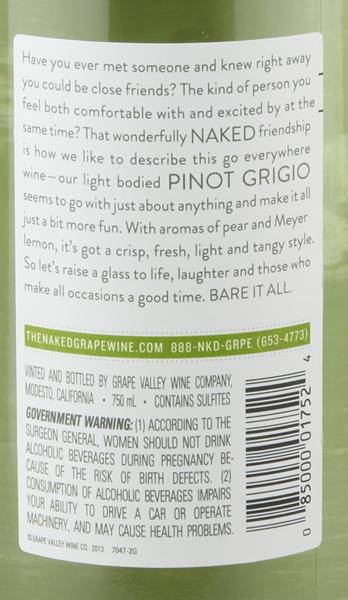 Have you ever met someone and knew right away
you could be close friends? The kind of person you
feel both comfortable with and excited by at the
same time? That wonderfully NAKED friendship
is how we like to describe this go everywhere
wine—our light bodied PINOT GRIGIO
seems to go with just about anything and make it all
just a bit more fun. With aromas of pear and Meyer
lemon, it's got a crisp, fresh, light and tangy style.
So let's raise a glass to life, laughter and those who
make all occasions a good time. BARE IT ALL.
THENAKEDGRAPEWINE.COM 888-NKD-GRPE (653-4773)
VINTED AND BOTTLED BY GRAPE VALLEY WINE COMPANY,
MODESTO, CALIFORNIA • 750 mL • CONTAINS SULFITES
GOVERNMENT WARNING: (1) ACCORDING TO THE
SURGEON GENERAL, WOMEN SHOULD NOT DRINK
ALCOHOLIC BEVERAGES DURING PREGNANCY BE-
CAUSE OF THE RISK OF BIRTH DEFECTS. (2)
CONSUMPTION OF ALCOHOLIC BEVERAGES IMPAIRS
YOUR ABILITY TO DRIVE A CAR OR OPERATE
MACHINERY, AND MAY CAUSE HEALTH PROBLEMS.
© GRAPE VALLEY WINE CO. 2013 7047-2G
0 85000 01752 4